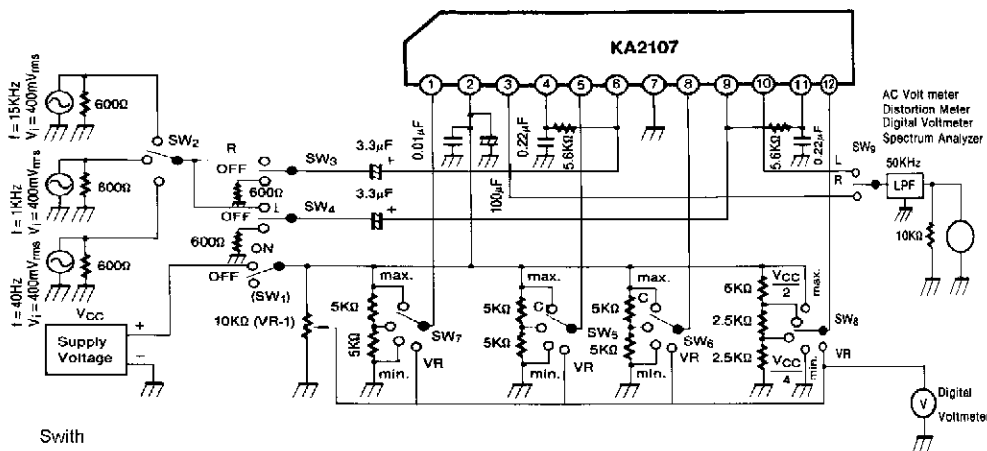 KA2107
1 2 3 4 5 6 7 8 9 10 11 12
f = 15KHz
Vi = 400mVrms
600Ω
SW2
f = 1KHz
Vi = 400mVrms
600Ω
f = 40Hz
Vi = 400mVrms
600Ω
R
OFF
SW3
600Ω
L
OFF
SW4
600Ω
ON
OFF
(SW1)
3.3μF
+
3.3μF
+
0.01μF
100μF
0.22μF
5.6KΩ
5.6KΩ
0.22μF
AC Volt meter
Distortion Meter
Digital Voltmeter
Spectrum Analyzer
SW9
L
R
50KHz
LPF
10KΩ
VCC
Supply
Voltage
+
–
10KΩ (VR-1)
max.
5KΩ
5KΩ
SW7
min.
VR
max.
5KΩ
C
5KΩ
SW5
min.
VR
max.
5KΩ
C
5KΩ
SW6
min.
VR
5KΩ
VCC
2
max.
2.5KΩ
SW8
2.5KΩ
VCC
4
min.
VR
V
Digital
Voltmeter
Swith